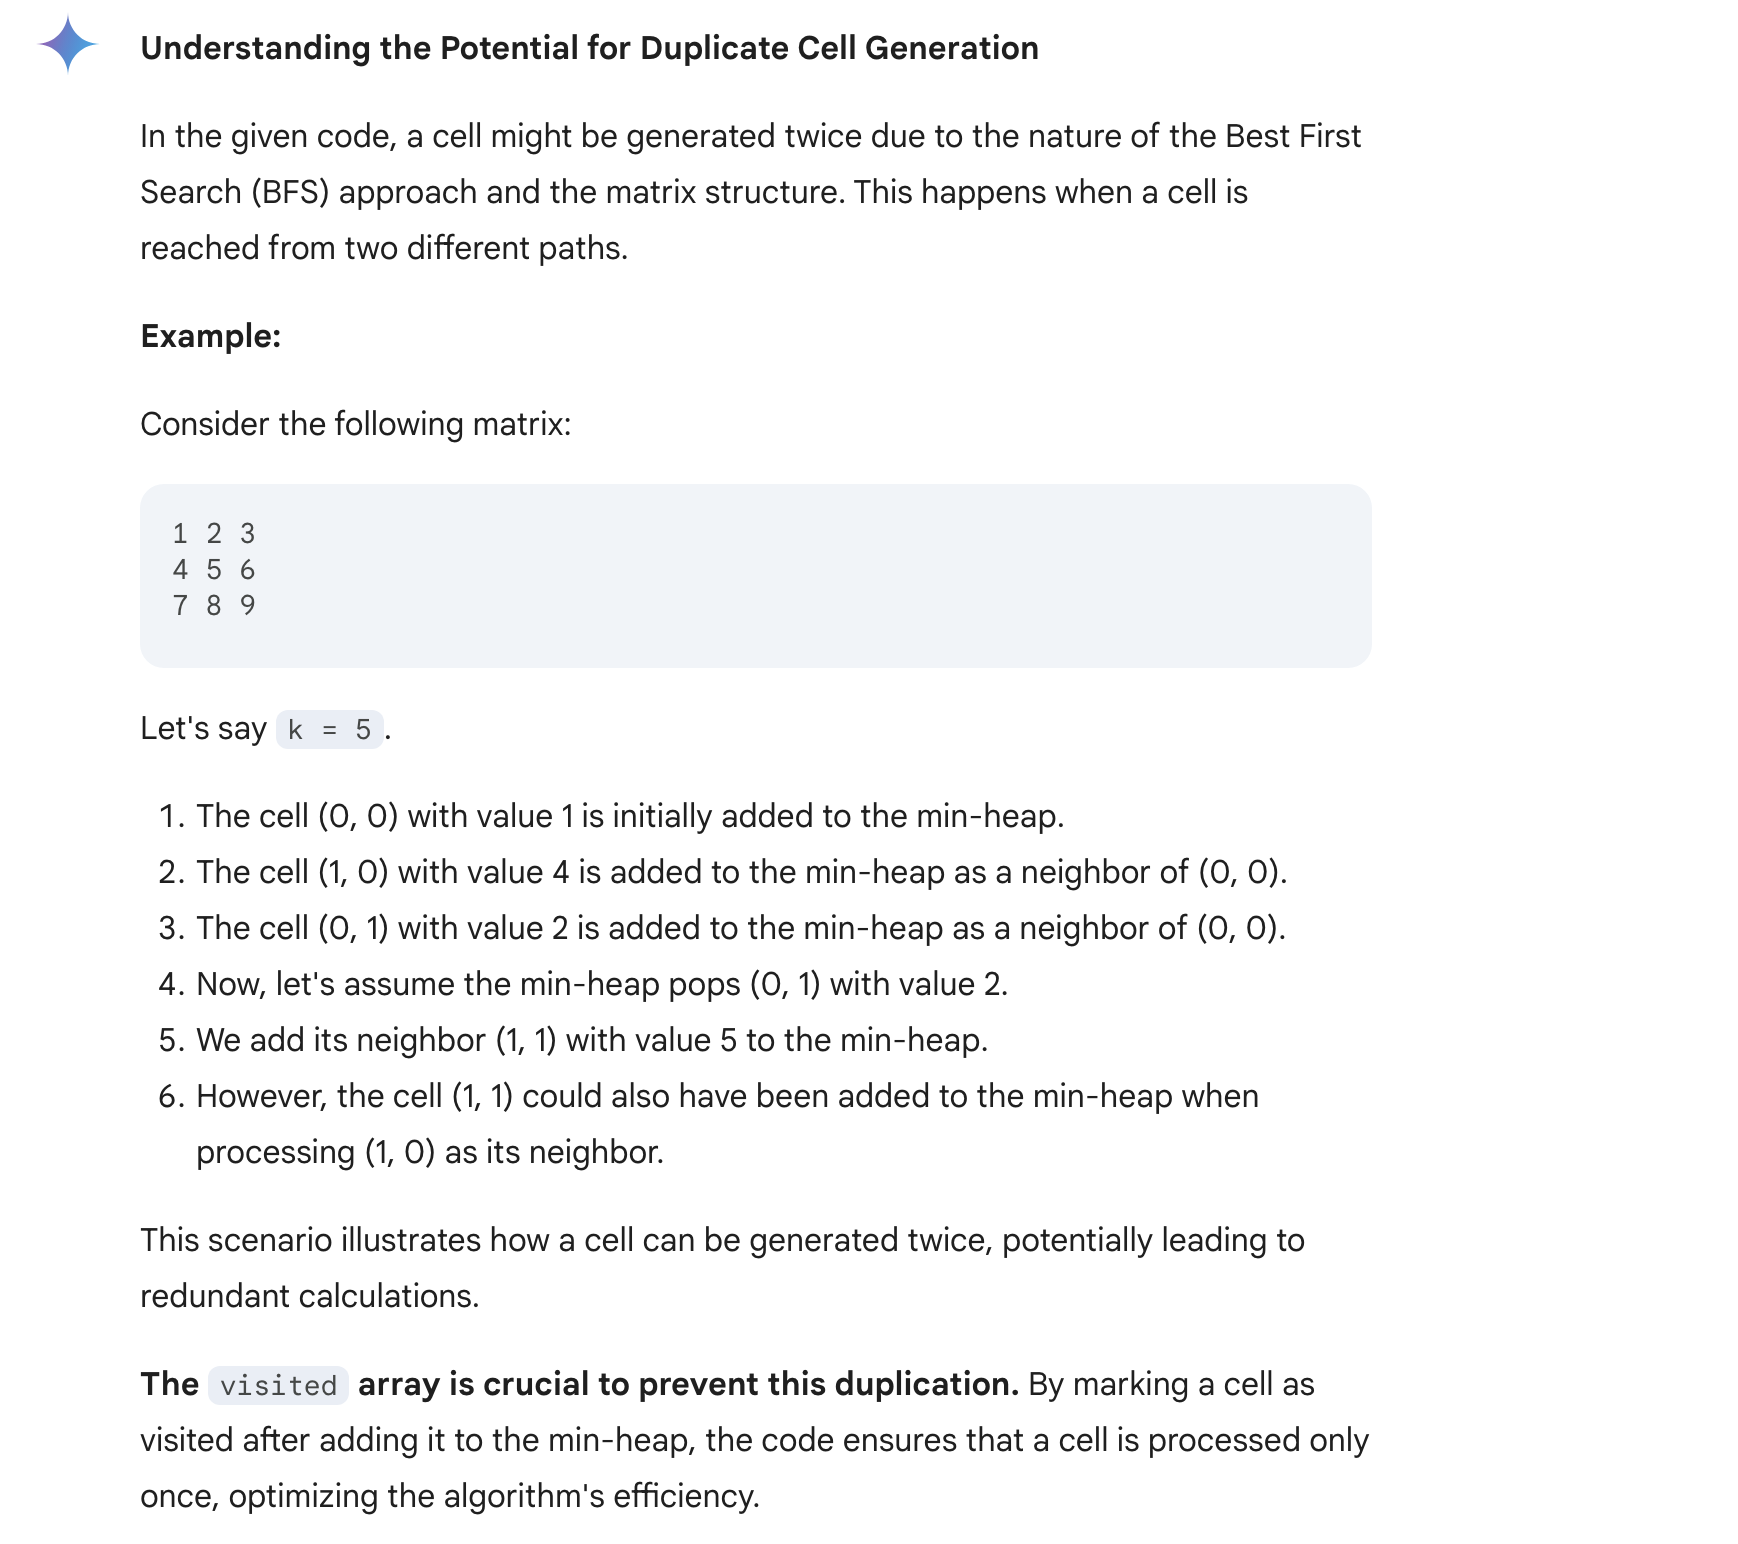 Understanding the Potential for Duplicate Cell Generation
In the given code, a cell might be generated twice due to the nature of the Best First
Search (BFS) approach and the matrix structure. This happens when a cell is
reached from two different paths.
Example:
Consider the following matrix:
1 2 3
4 5 6
7 8 9
Let's say k = 5.
1. The cell (0, 0) with value 1 is initially added to the min-heap.
2. The cell (1, 0) with value 4 is added to the min-heap as a neighbor of (0, 0).
3. The cell (0, 1) with value 2 is added to the min-heap as a neighbor of (0, 0).
4. Now, let's assume the min-heap pops (0, 1) with value 2.
5. We add its neighbor (1, 1) with value 5 to the min-heap.
6. However, the cell (1, 1) could also have been added to the min-heap when
processing (1, 0) as its neighbor.
This scenario illustrates how a cell can be generated twice, potentially leading to
redundant calculations.
The visited array is crucial to prevent this duplication. By marking a cell as
visited after adding it to the min-heap, the code ensures that a cell is processed only
once, optimizing the algorithm's efficiency.